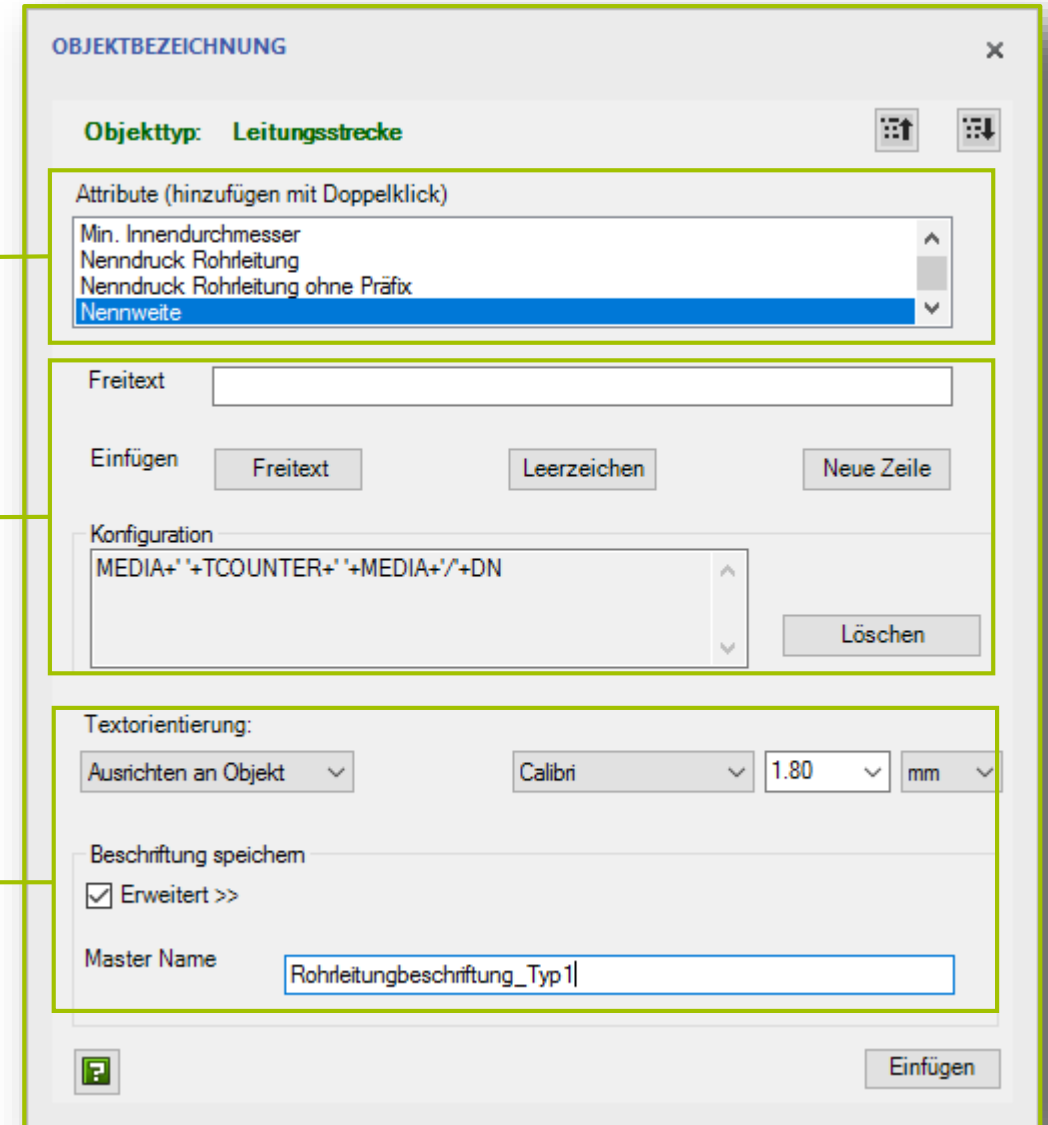 OBJEKTBEZEICHNUNG
Objekttyp: Leitungsstrecke
Attribute (hinzufügen mit Doppelklick)
Min. Innendurchmesser
Nenndruck Rohrleitung
Nenndruck Rohrleitung ohne Präfix
Nennweite
Freitext
Einfügen Freitext Leerzeichen Neue Zeile
Konfiguration
MEDIA+' '+TCOUNTER+' '+MEDIA+'/'+DN
Löschen
Textorientierung:
Ausrichten an Objekt Calibri 1.80 mm
Beschriftung speichern
Erweitert >>
Master Name Rohrleitungbeschriftung_Typ1
Einfügen